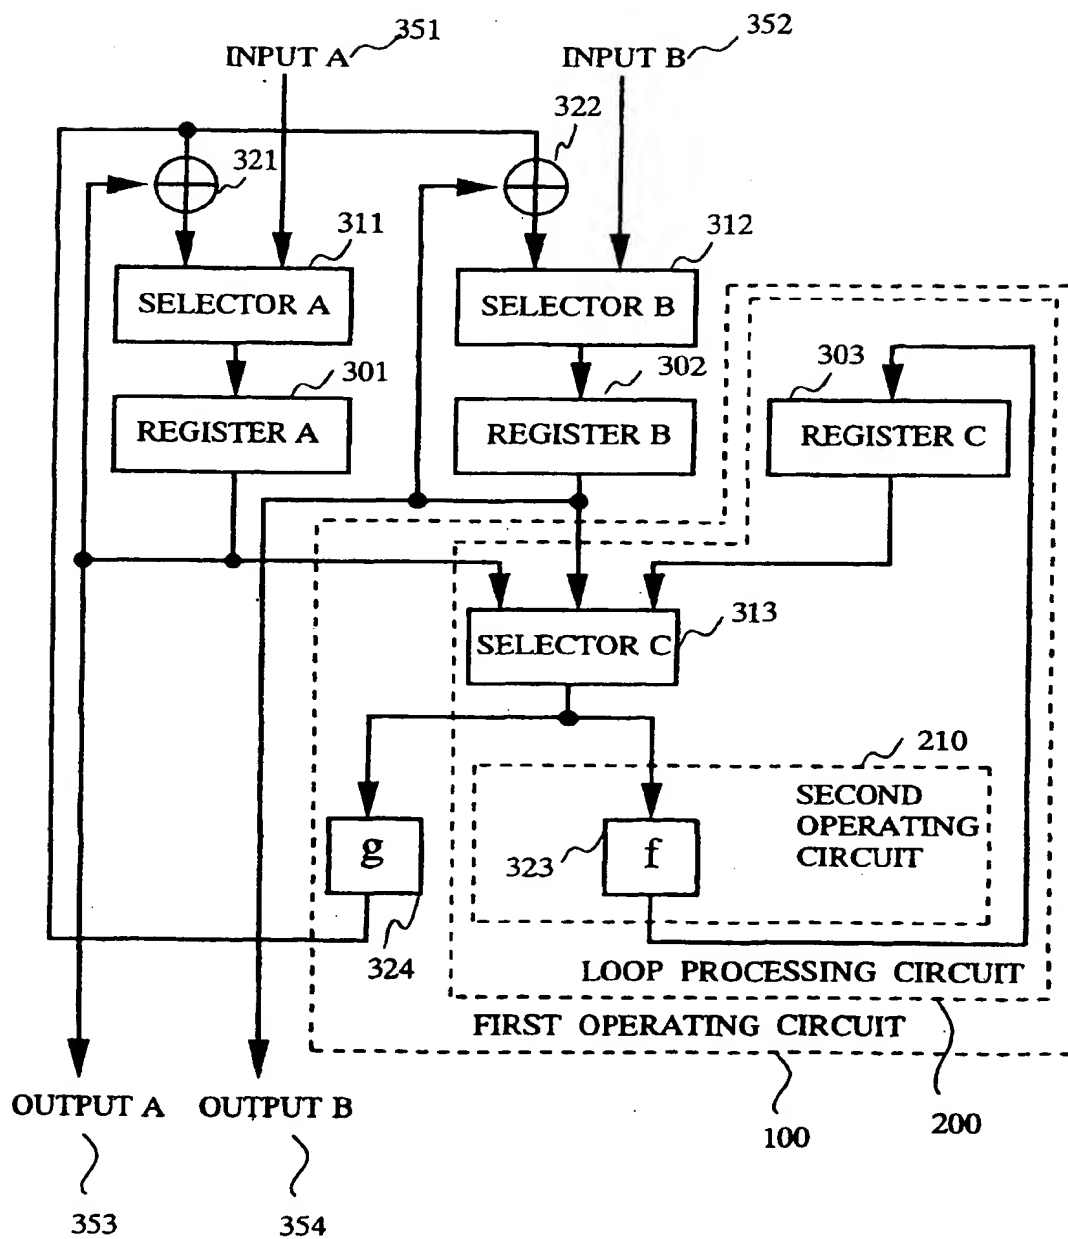 INPUT A 351
INPUT B 352
321
322
311
312
SELECTOR A
SELECTOR B
301
302
303
REGISTER A
REGISTER B
REGISTER C
SELECTOR C
313
210
SECOND
OPERATING
CIRCUIT
g
323
f
324
LOOP PROCESSING CIRCUIT
FIRST OPERATING CIRCUIT
OUTPUT A
OUTPUT B
100
200
353
354